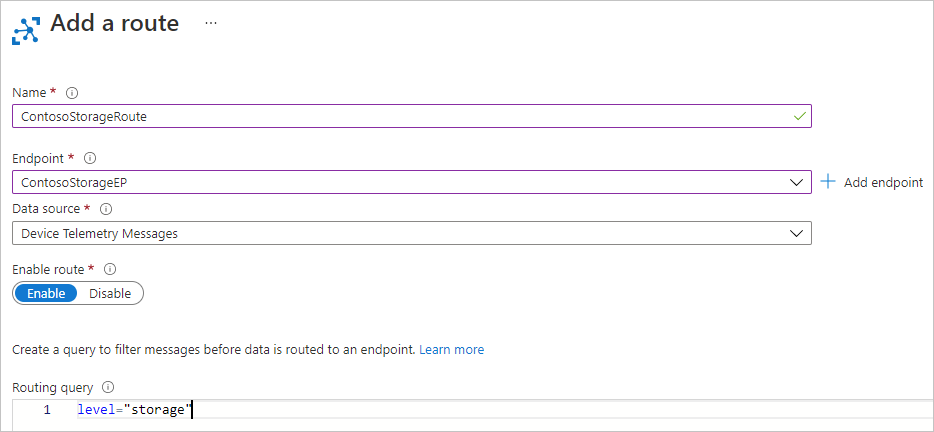 Add a route ...
Name *
ContosoStorageRoute
Endpoint *
ContosoStorageEP
Add endpoint
Data source *
Device Telemetry Messages
Enable route *
Enable Disable
Create a query to filter messages before data is routed to an endpoint. Learn more
Routing query
1 level="storage"